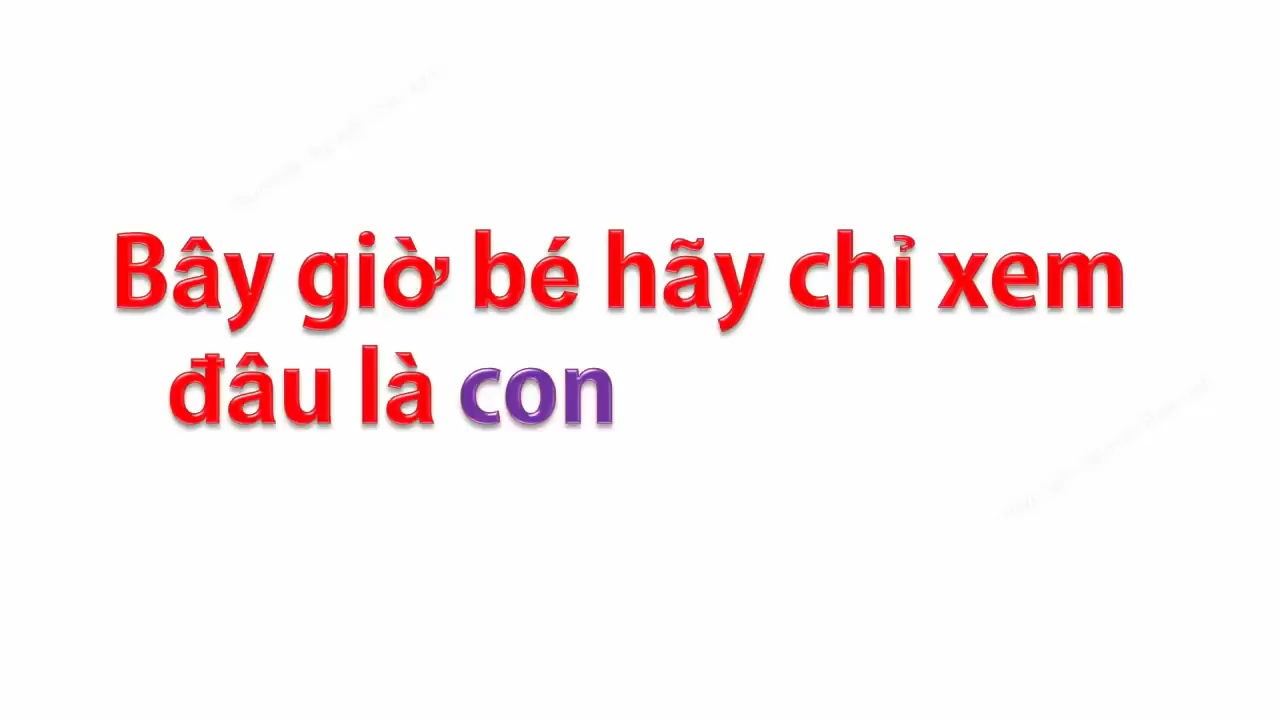 Bây giờ bé hãy chỉ xem
đâu là con